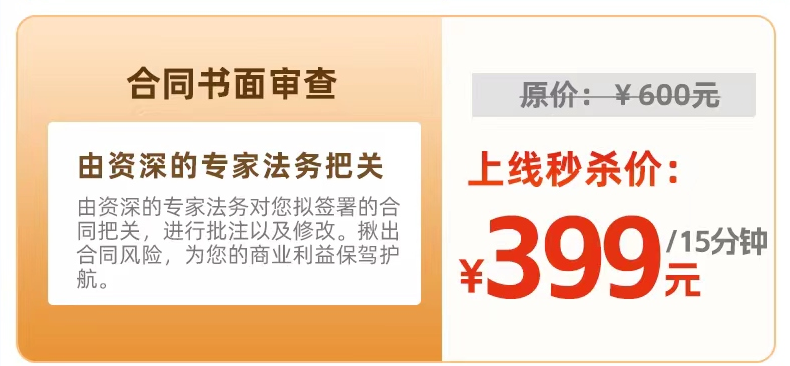 合同书面审查
由资深的专家法务把关
由资深的专家法务对您拟签署的合
同把关，进行批注以及修改。揪出
合同风险，为您的商业利益保驾护
航。
原价：￥600元
上线秒杀价：
￥399元/15分钟